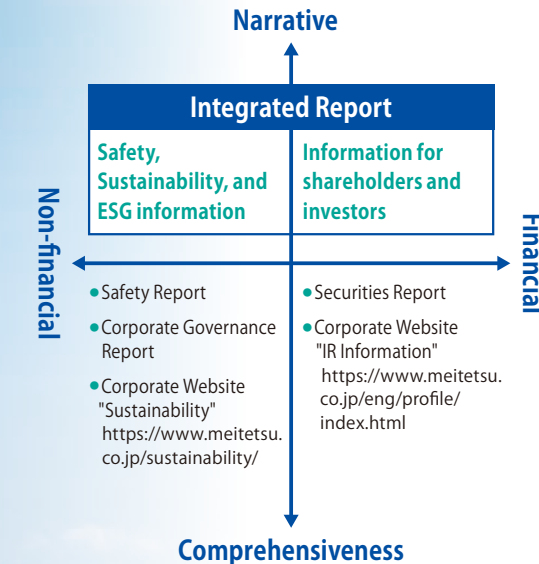 Narrative
Integrated Report
Safety,
Sustainability, and
ESG information
Information for
shareholders and
investors
Non-financial
Financial
●Safety Report
●Corporate Governance
Report
●Corporate Website
"Sustainability"
https://www.meitetsu.
co.jp/sustainability/
●Securities Report
●Corporate Website
"IR Information"
https://www.meitetsu.
co.jp/eng/profile/
index.html
Comprehensiveness